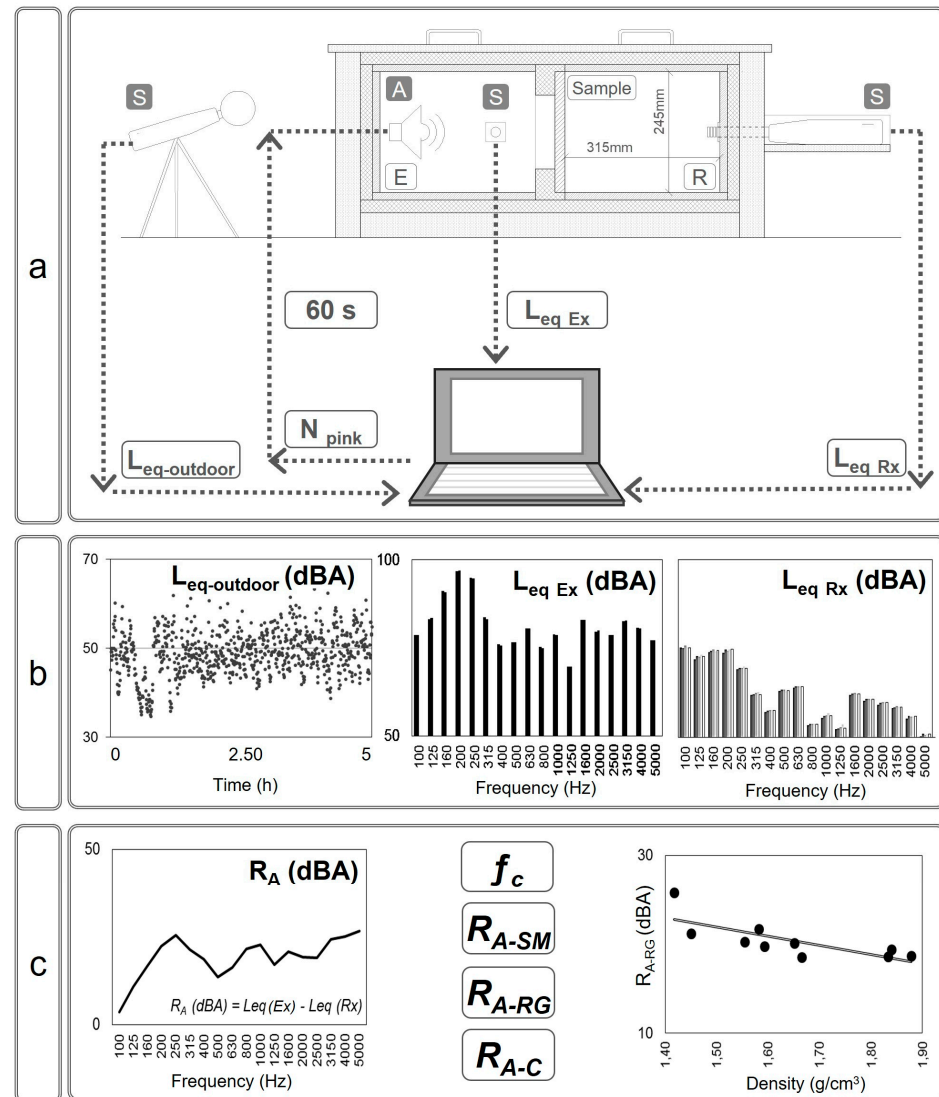 a
S
A
S
Sample
S
245mm
315mm
E
R
60 s
L eq Ex
N pink
L eq-outdoor
L eq Rx
b
L eq-outdoor (dBA)
70
50
30
0 2.50 5
Time (h)
L eq Ex (dBA)
100
50
100 125 160 200 250 315 400 500 630 800 1000 1250 1600 2000 2500 3150 4000 5000
Frequency (Hz)
L eq Rx (dBA)
100 125 160 200 250 315 400 500 630 800 1000 1250 1600 2000 2500 3150 4000 5000
Frequency (Hz)
c
50
R A (dBA)
R A (dBA) = Leq (Ex) - Leq (Rx)
0
100 125 160 200 250 315 400 500 630 800 1000 1250 1600 2000 2500 3150 4000 5000
Frequency (Hz)
f c
R A-SM
R A-RG
R A-C
30
R A-RG (dBA)
10
1,40 1,50 1,60 1,70 1,80 1,90
Density (g/cm³)